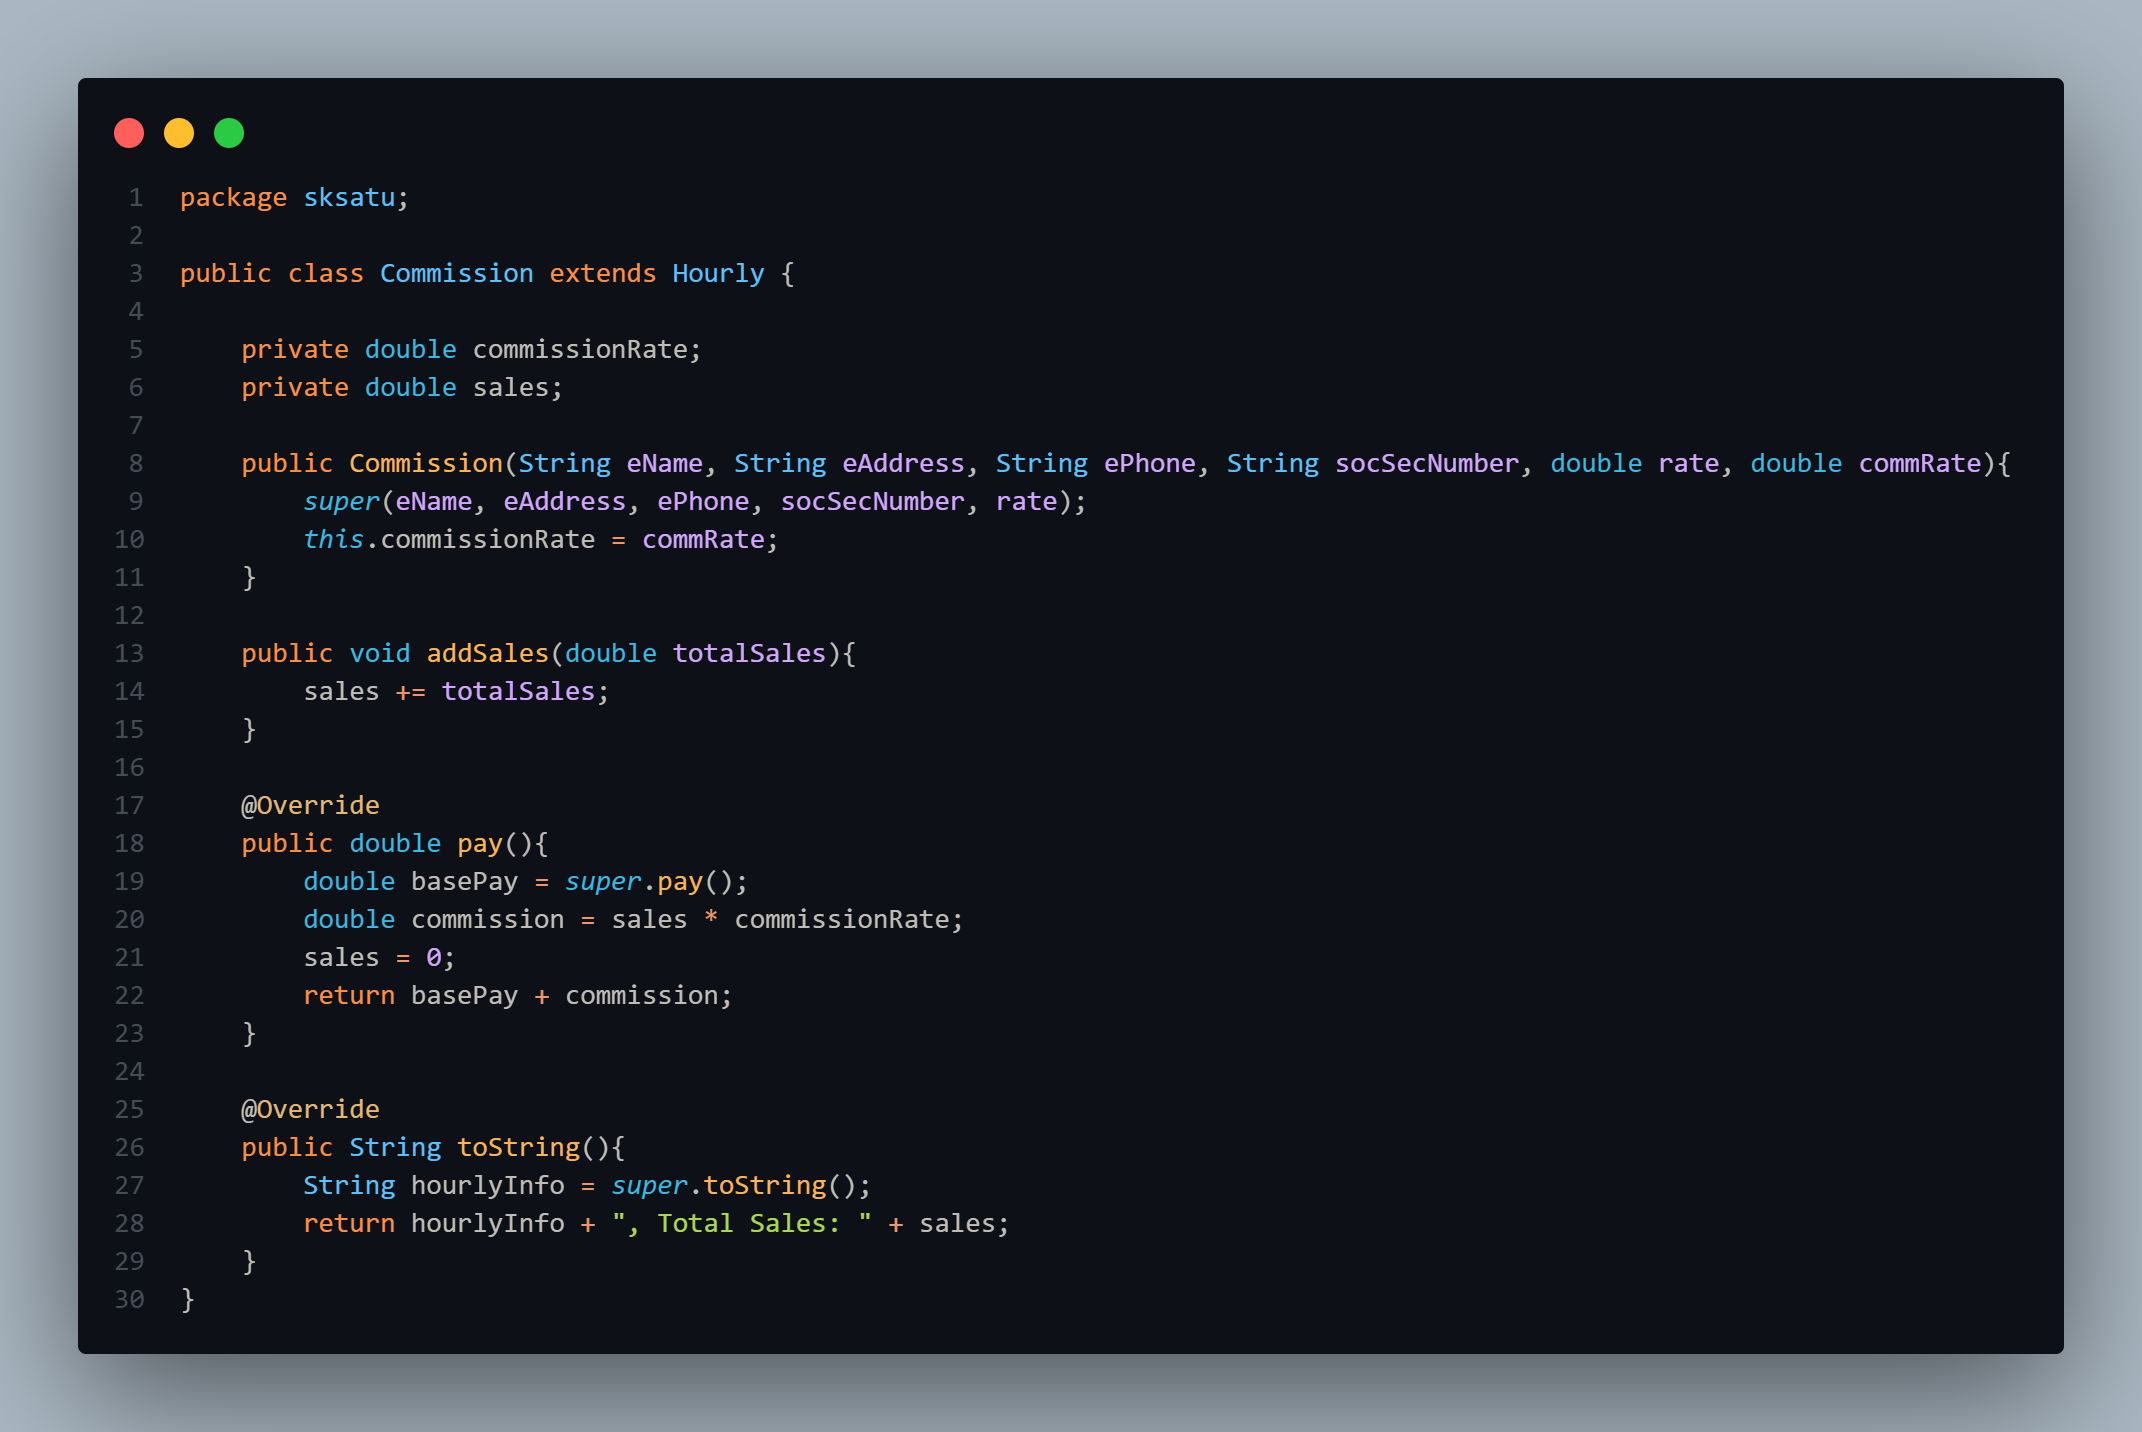 1 package sksatu;
2
3 public class Commission extends Hourly {
4
5     private double commissionRate;
6     private double sales;
7
8     public Commission(String eName, String eAddress, String ePhone, String socSecNumber, double rate, double commRate){
9         super(eName, eAddress, ePhone, socSecNumber, rate);
10         this.commissionRate = commRate;
11     }
12
13     public void addSales(double totalSales){
14         sales += totalSales;
15     }
16
17     @Override
18     public double pay(){
19         double basePay = super.pay();
20         double commission = sales * commissionRate;
21         sales = 0;
22         return basePay + commission;
23     }
24
25     @Override
26     public String toString(){
27         String hourlyInfo = super.toString();
28         return hourlyInfo + ", Total Sales: " + sales;
29     }
30 }